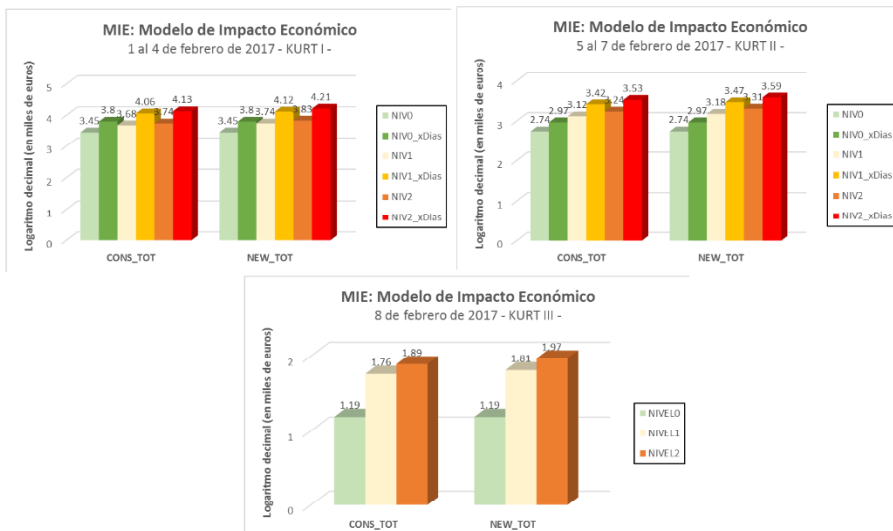 MIE: Modelo de Impacto Económico
1 al 4 de febrero de 2017 - KURT I -
Logaritmo decimal (en miles de euros)
5
4
3
2
1
0
3.45
3.8
3.68
4.06
3.74
4.13
3.45
3.8
3.74
4.12
3.83
4.21
CONS_TOT
NEW_TOT
NIV0
NIV0_xDias
NIV1
NIV1_xDias
NIV2
NIV2_xDias
MIE: Modelo de Impacto Económico
5 al 7 de febrero de 2017 - KURT II -
Logaritmo decimal (en miles de euros)
4
3
2
1
0
2.74
2.97
3.12
3.42
3.24
3.53
2.74
2.97
3.18
3.47
3.31
3.59
CONS_TOT
NEW_TOT
NIV0
NIV0_xDias
NIV1
NIV1_xDias
NIV2
NIV2_xDias
MIE: Modelo de Impacto Económico
8 de febrero de 2017 - KURT III -
Logaritmo decimal (en miles de euros)
2
1
0
1.19
1.76
1.89
1.19
1.81
1.97
CONS_TOT
NEW_TOT
NIVEL0
NIVEL1
NIVEL2